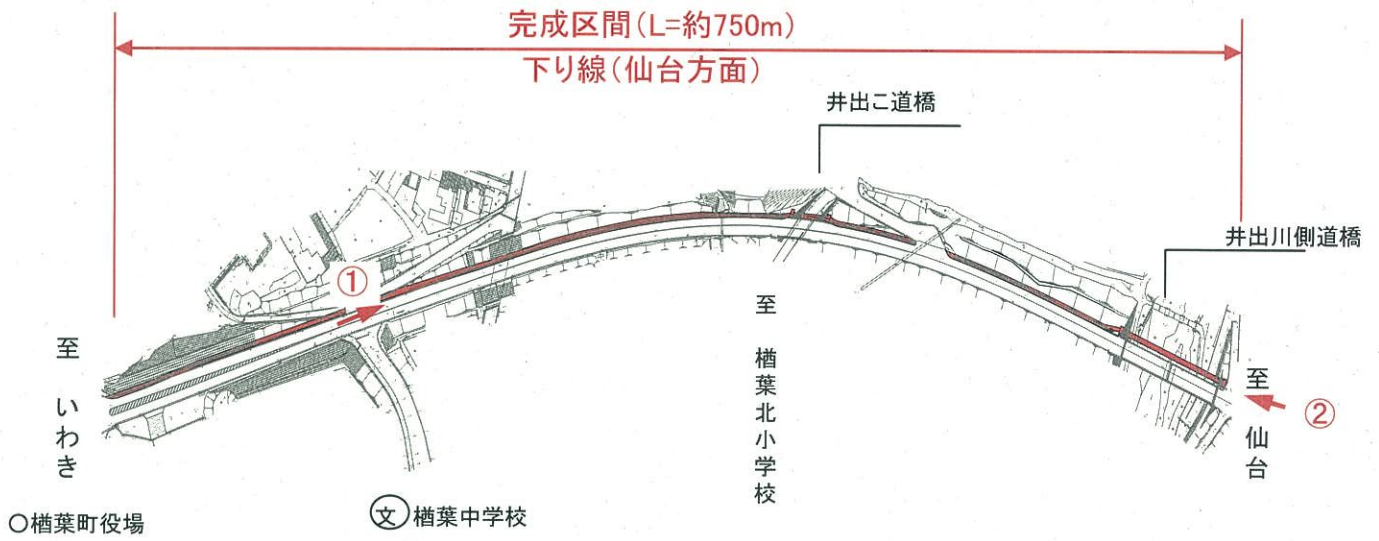 完成区間(L=約750m)
下り線(仙台方面)
井出こ道橋
井出川側道橋
①
至 いわき
至 楢葉北小学校
至 仙台
②
○楢葉町役場
文 楢葉中学校